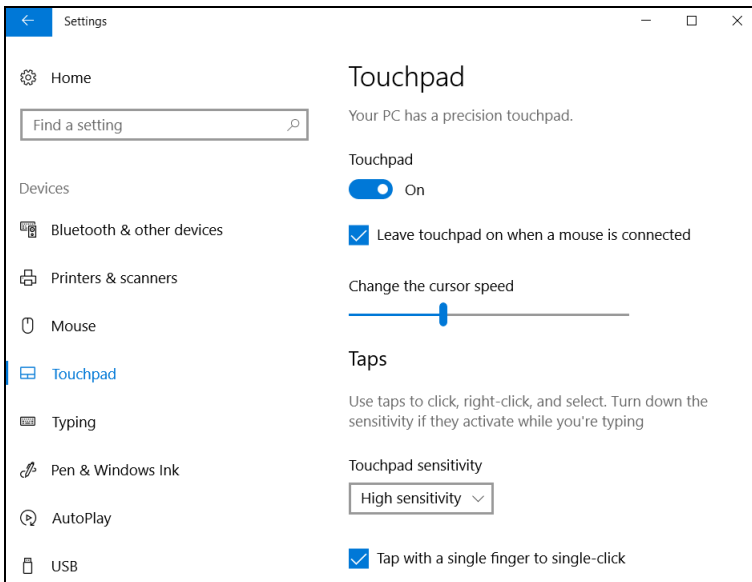 Settings
Home
Find a setting
Devices
Bluetooth & other devices
Printers & scanners
Mouse
Touchpad
Typing
Pen & Windows Ink
AutoPlay
USB
Touchpad
Your PC has a precision touchpad.
Touchpad
On
Leave touchpad on when a mouse is connected
Change the cursor speed
Taps
Use taps to click, right-click, and select. Turn down the
sensitivity if they activate while you're typing
Touchpad sensitivity
High sensitivity
Tap with a single finger to single-click